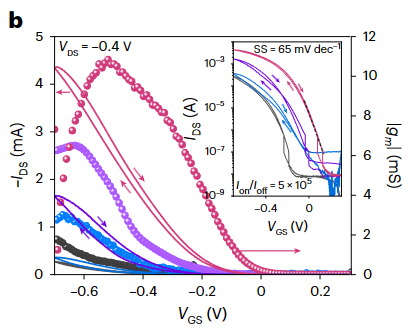 b
V_DS = −0.4 V
−I_DS (mA)
5
4
3
2
1
0
−0.6
−0.4
−0.2
0
0.2
V_GS (V)
12
10
8
6
4
2
0
|g_m| (mS)
SS = 65 mV dec⁻¹
I_DS (A)
10⁻³
10⁻⁵
10⁻⁷
10⁻⁹
I_on/I_off = 5 × 10⁵
−0.4
0
V_GS (V)